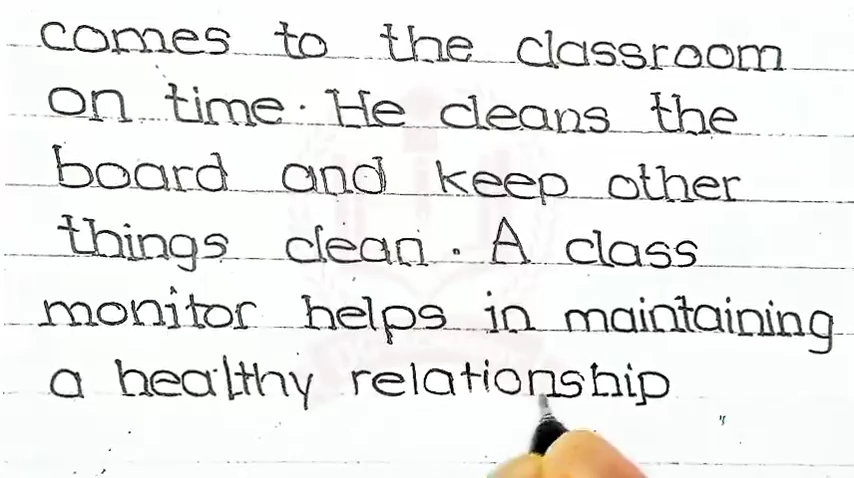 comes to the classroom
on time. He cleans the
board and keep other
things clean. A class
monitor helps in maintaining
a healthy relationship